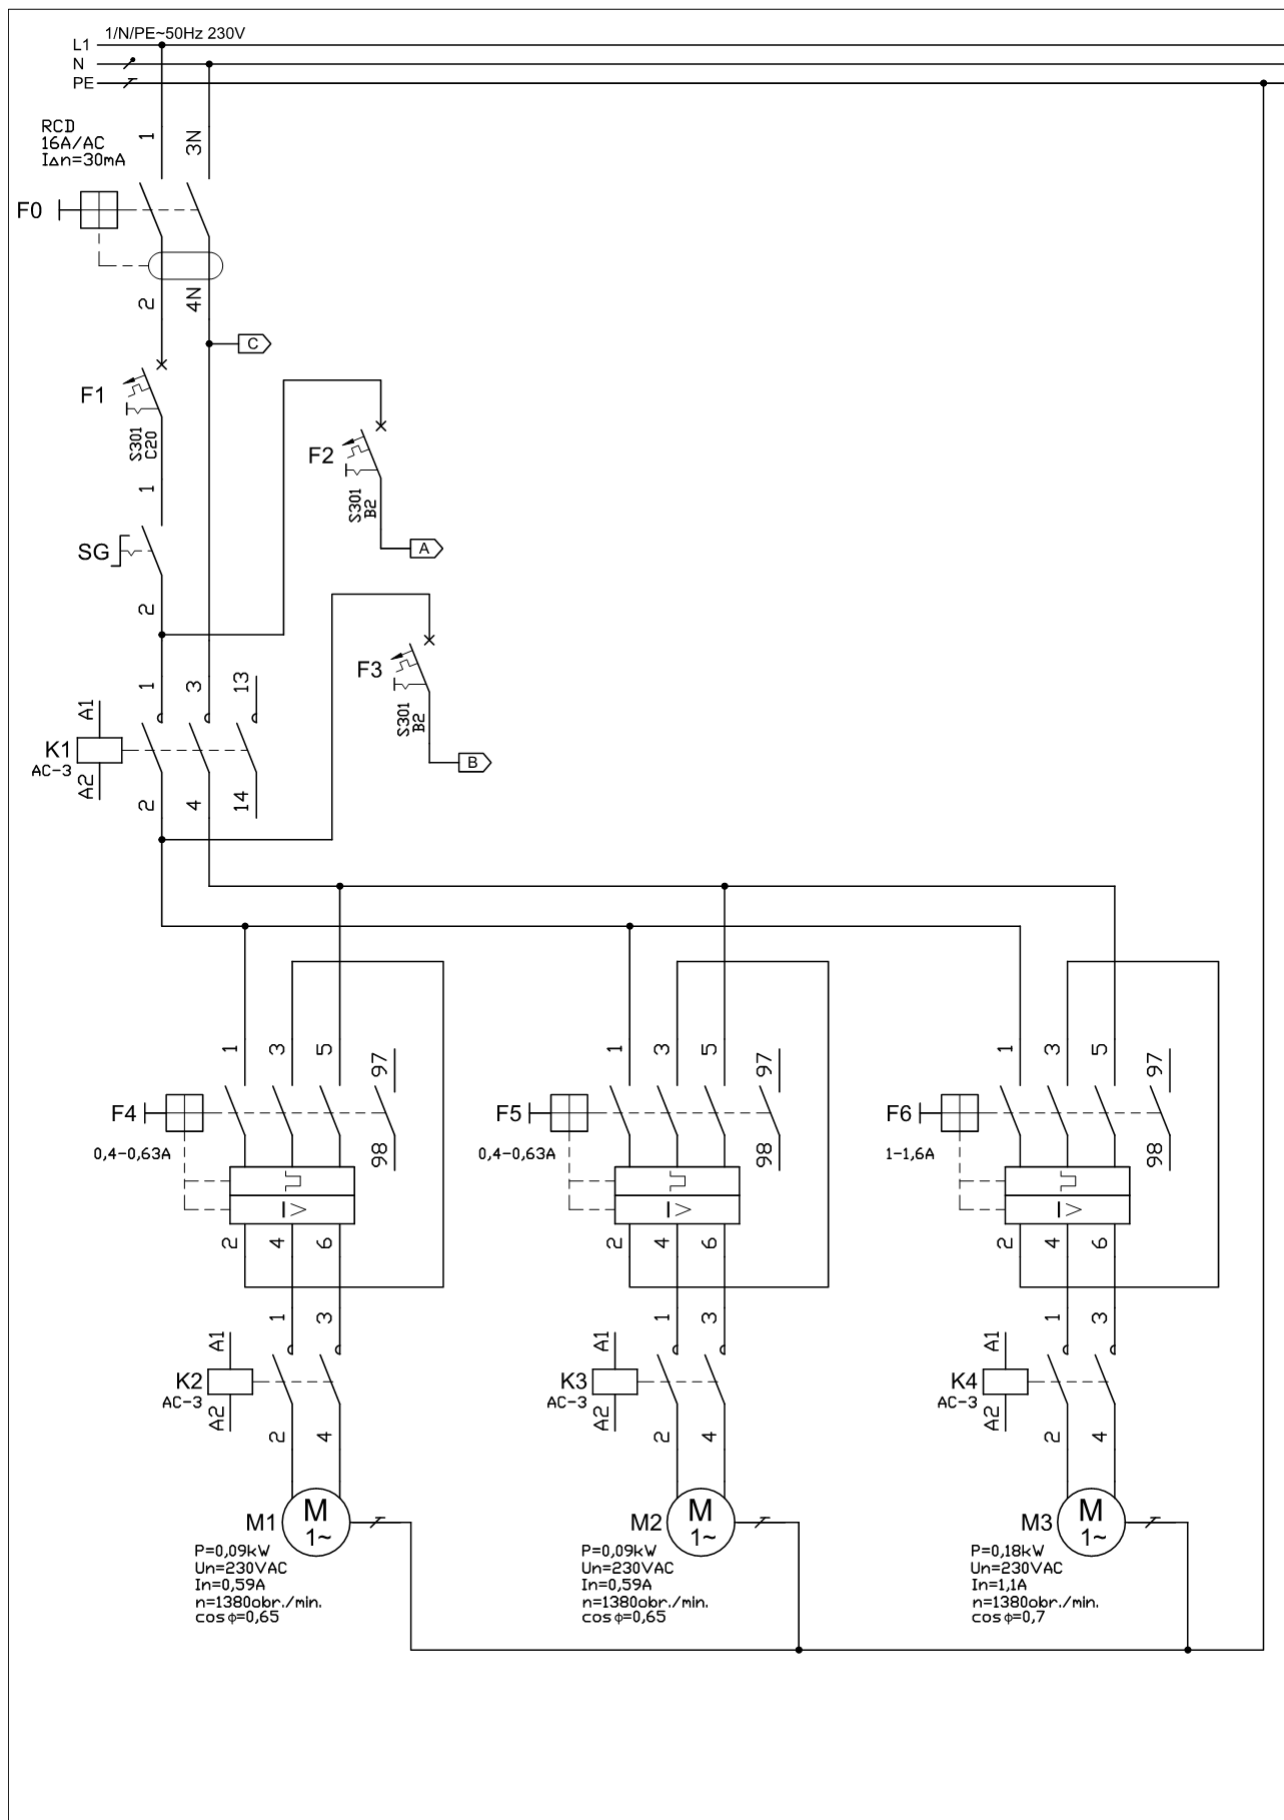 1/N/PE~50Hz 230V
L1
N
PE
RCD
16A/AC
IΔn=30mA
1
3N
F0
2
4N
C
F1
S301
C20
F2
S301
B2
1
A
SG
2
F3
S301
B2
B
1
3
13
A1
K1
AC-3
A2
2
4
14
1
3
5
97
F4
0,4-0,63A
98
I>
2
4
6
1
3
5
97
F5
0,4-0,63A
98
I>
2
4
6
1
3
5
97
F6
1-1,6A
98
I>
2
4
6
1
3
A1
K2
AC-3
A2
2
4
1
3
A1
K3
AC-3
A2
2
4
1
3
A1
K4
AC-3
A2
2
4
M1
M
1~
P=0,09kW
Un=230VAC
In=0,59A
n=1380obr./min.
cos φ=0,65
M2
M
1~
P=0,09kW
Un=230VAC
In=0,59A
n=1380obr./min.
cos φ=0,65
M3
M
1~
P=0,18kW
Un=230VAC
In=1,1A
n=1380obr./min.
cos φ=0,7